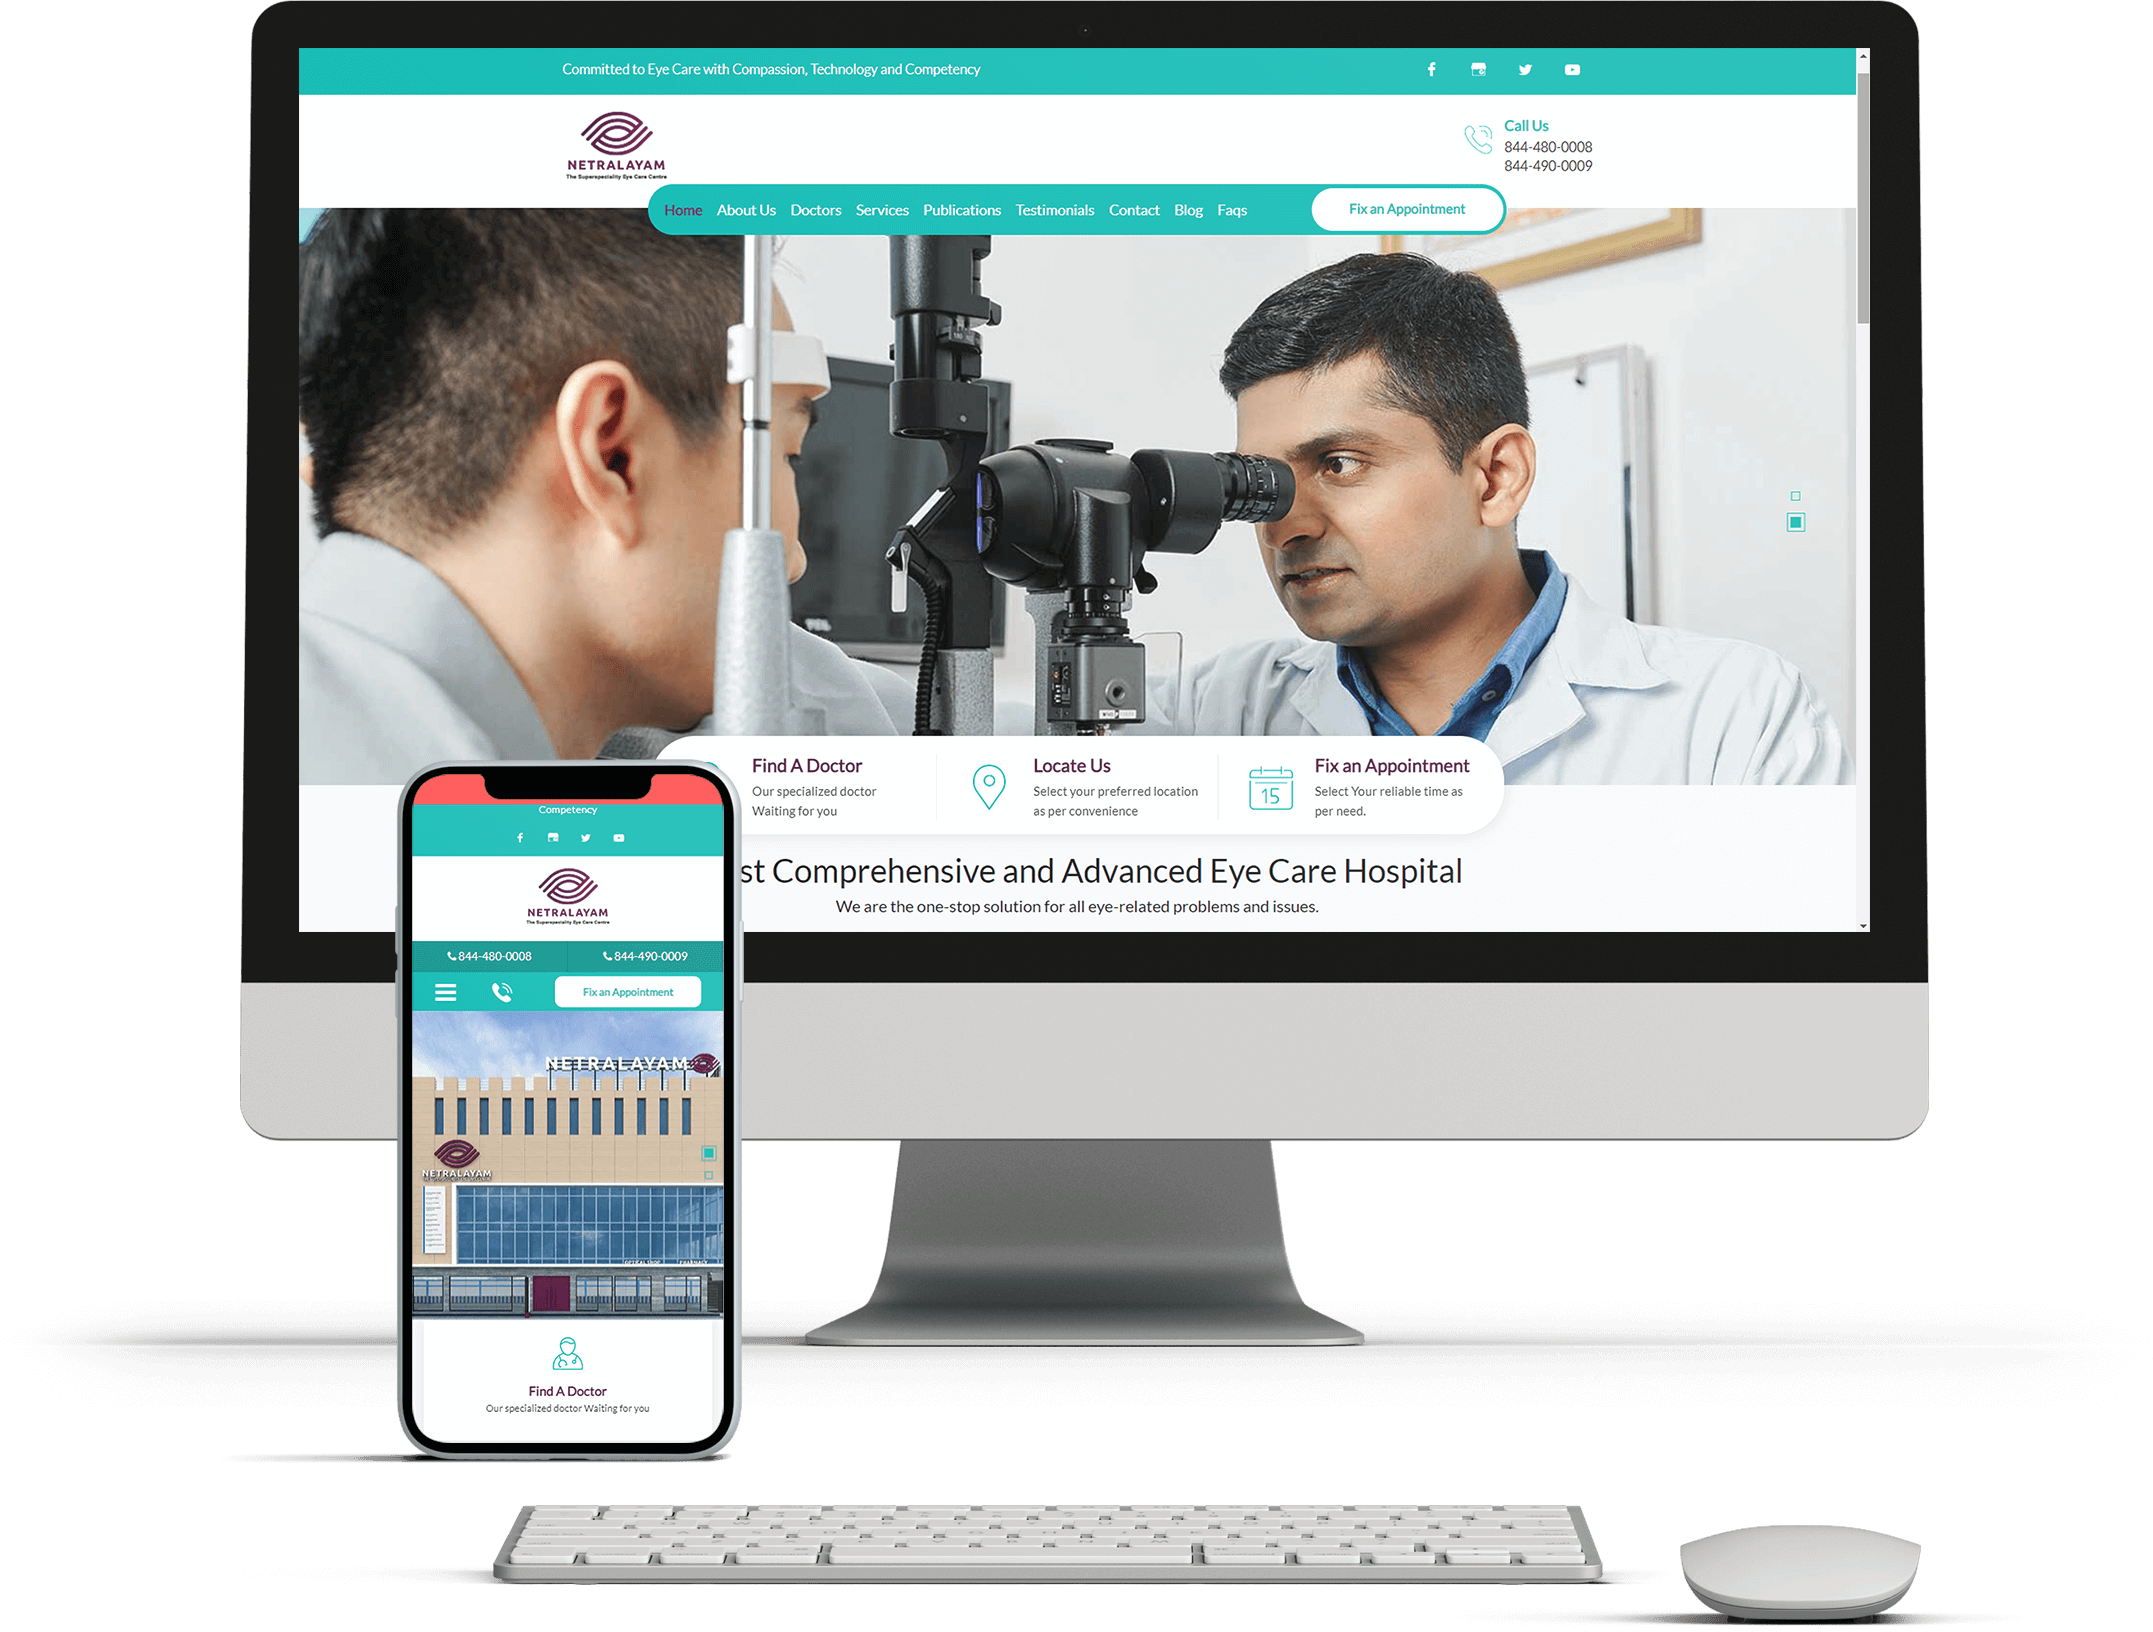 Committed to Eye Care with Compassion, Technology and Competency
NETRALAYAM
The Superspeciality Eye Care Centre
Call Us
844-480-0008
844-490-0009
Home About Us Doctors Services Publications Testimonials Contact Blog Faqs Fix an Appointment
Find A Doctor
Our specialized doctor
Waiting for you
Locate Us
Select your preferred location
as per convenience
15
Fix an Appointment
Select Your reliable time as
per need.
st Comprehensive and Advanced Eye Care Hospital
We are the one-stop solution for all eye-related problems and issues.
Competency
NETRALAYAM
The Superspeciality Eye Care Centre
844-480-0008 844-490-0009
Fix an Appointment
NETRALAYAM
NETRALAYAM
OPTICAL SHOP PHARMACY
Find A Doctor
Our specialized doctor Waiting for you